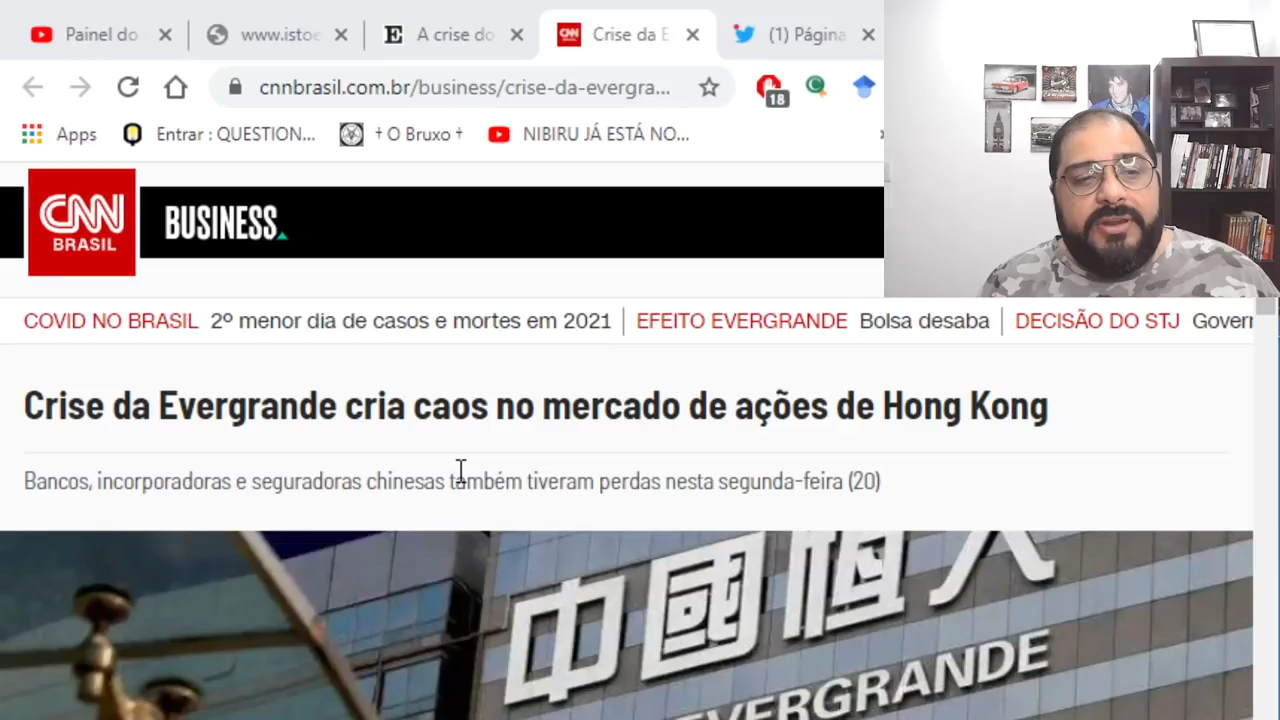 Painel do
www.istoe
E A crise do
CNN Crise da E
(1) Página
cnnbrasil.com.br/business/crise-da-evergra...
18
Apps
Entrar : QUESTION...
† O Bruxo †
NIBIRU JÁ ESTÁ NO...
CNN
BRASIL
BUSINESS
COVID NO BRASIL 2º menor dia de casos e mortes em 2021
EFEITO EVERGRANDE Bolsa desaba
DECISÃO DO STJ Govern
Crise da Evergrande cria caos no mercado de ações de Hong Kong
Bancos, incorporadoras e seguradoras chinesas também tiveram perdas nesta segunda-feira (20)
中國恒大
EVERGRANDE